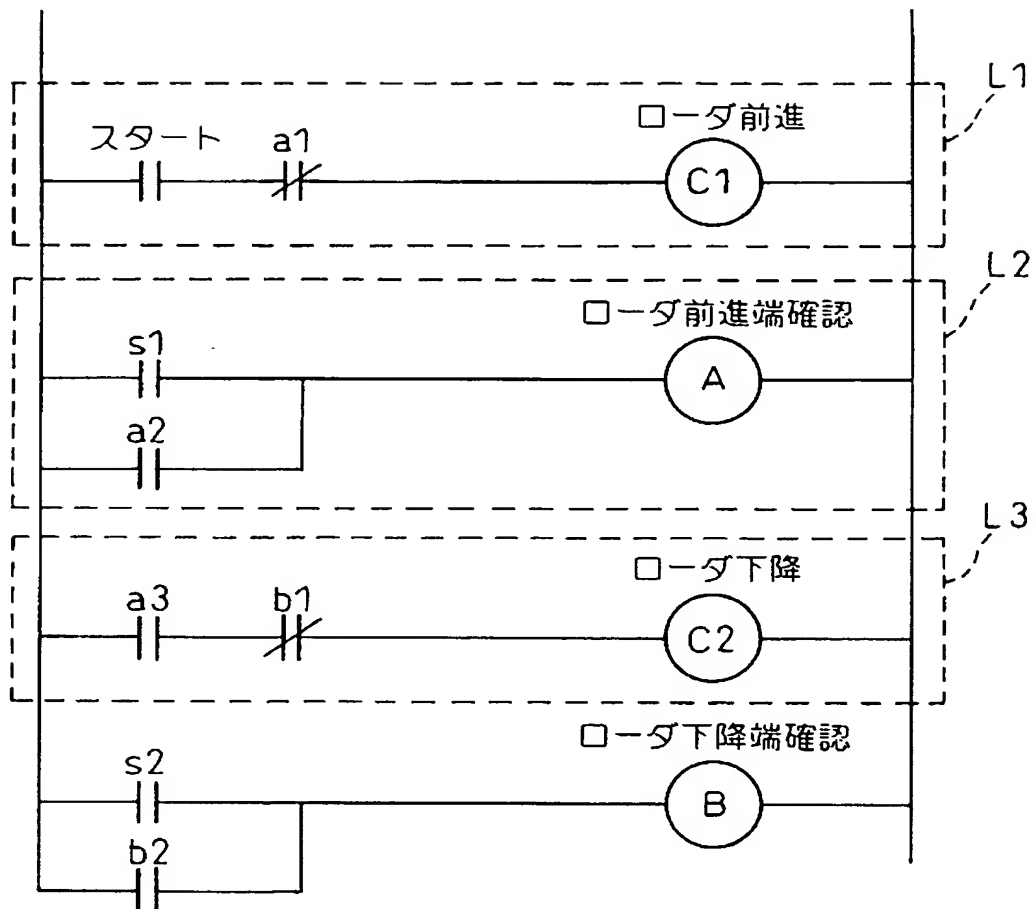 L1
ローダ前進
スタート
a1
C1
L2
ローダ前進端確認
s1
A
a2
L3
ローダ下降
a3
b1
C2
ローダ下降端確認
s2
B
b2